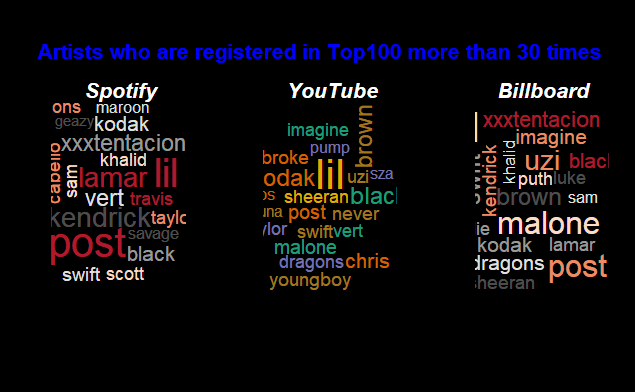 Artists who are registered in Top100 more than 30 times
Spotify
YouTube
Billboard
ons
maroon
geazy
kodak
xxxtentacion
khalid
cabello
sam
lamar
lil
vert
travis
kendrick
taylo
post
savage
black
swift
scott
brown
imagine
pump
broke
lil
odak
uzi
sza
sheeran
black
os
una
post
never
ylor
swift
vert
malone
dragons
chris
youngboy
xxxtentacion
imagine
kendrick
khalid
uzi
black
swift
puth
luke
brown
sam
malone
ie
kodak
lamar
dragons
post
sheeran